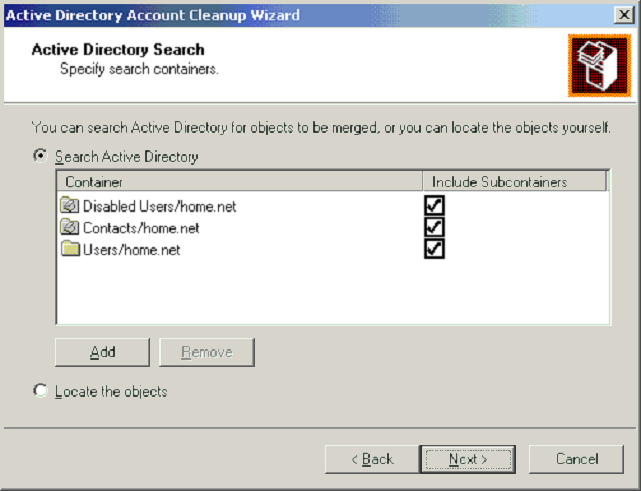 Active Directory Account Cleanup Wizard
Active Directory Search
Specify search containers.
You can search Active Directory for objects to be merged, or you can locate the objects yourself.
Search Active Directory
Container Include Subcontainers
Disabled Users/home.net
Contacts/home.net
Users/home.net
Add Remove
Locate the objects
< Back Next > Cancel